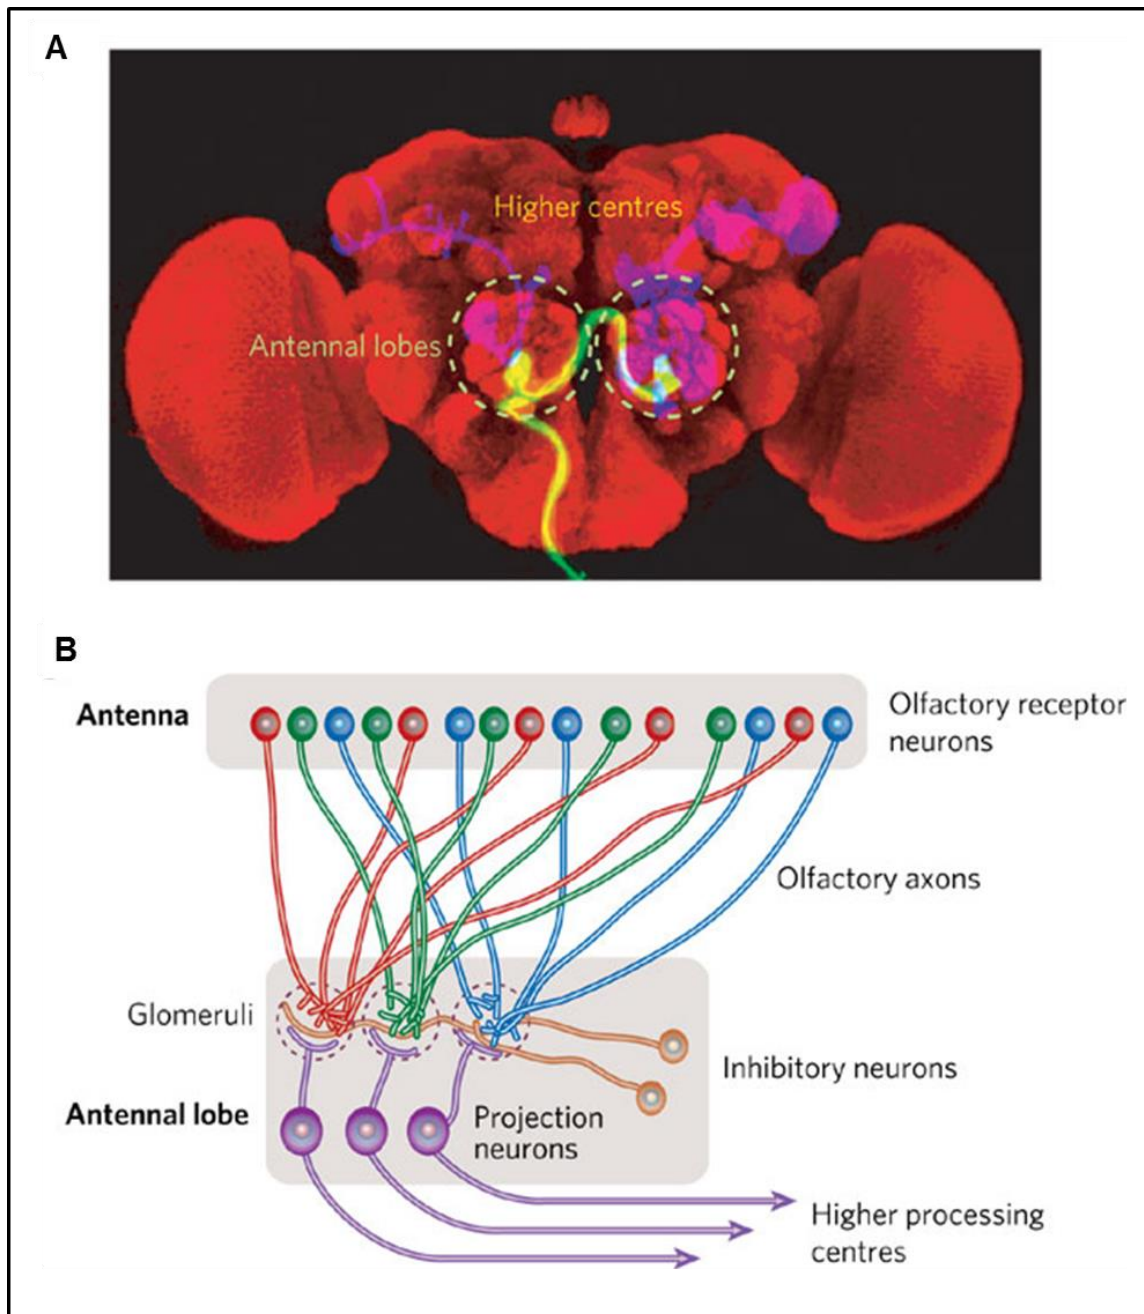 A
Higher centres
Antennal lobes
B
Antenna
Olfactory receptor
neurons
Olfactory axons
Glomeruli
Inhibitory neurons
Antennal lobe
Projection
neurons
Higher processing
centres